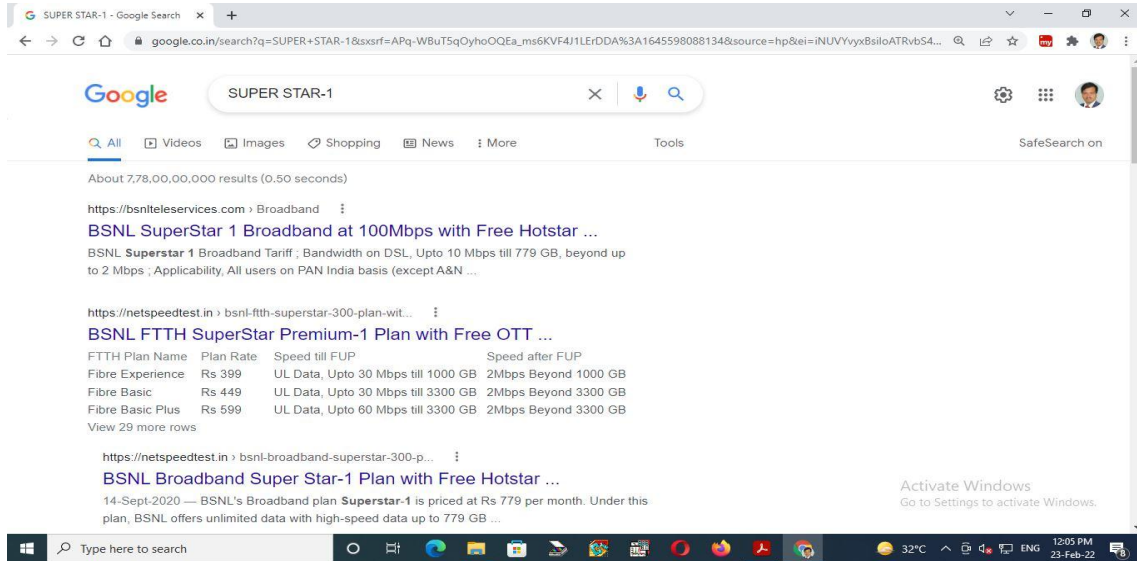 SUPER STAR-1 - Google Search
google.co.in/search?q=SUPER+STAR-1&sxsrf=APq-WBuT5qOyhoOQEa_ms6KVF4J1LErDDA%3A1645598088134&source=hp&ei=iNUVYvyxBsiloATRvbS4...
my
Google
SUPER STAR-1
All Videos Images Shopping News More Tools SafeSearch on
About 7,78,00,00,000 results (0.50 seconds)
https://bsnlteleservices.com › Broadband
BSNL SuperStar 1 Broadband at 100Mbps with Free Hotstar ...
BSNL Superstar 1 Broadband Tariff ; Bandwidth on DSL, Upto 10 Mbps till 779 GB, beyond up
to 2 Mbps ; Applicability, All users on PAN India basis (except A&N ...
https://netspeedtest.in › bsnl-ftth-superstar-300-plan-wit...
BSNL FTTH SuperStar Premium-1 Plan with Free OTT ...
FTTH Plan Name Plan Rate Speed till FUP Speed after FUP
Fibre Experience Rs 399 UL Data, Upto 30 Mbps till 1000 GB 2Mbps Beyond 1000 GB
Fibre Basic Rs 449 UL Data, Upto 30 Mbps till 3300 GB 2Mbps Beyond 3300 GB
Fibre Basic Plus Rs 599 UL Data, Upto 60 Mbps till 3300 GB 2Mbps Beyond 3300 GB
View 29 more rows
https://netspeedtest.in › bsnl-broadband-superstar-300-p...
BSNL Broadband Super Star-1 Plan with Free Hotstar ...
14-Sept-2020 — BSNL's Broadband plan Superstar-1 is priced at Rs 779 per month. Under this
plan, BSNL offers unlimited data with high-speed data up to 779 GB ...
Activate Windows
Go to Settings to activate Windows.
Type here to search
32°C ENG 12:05 PM
23-Feb-22
8